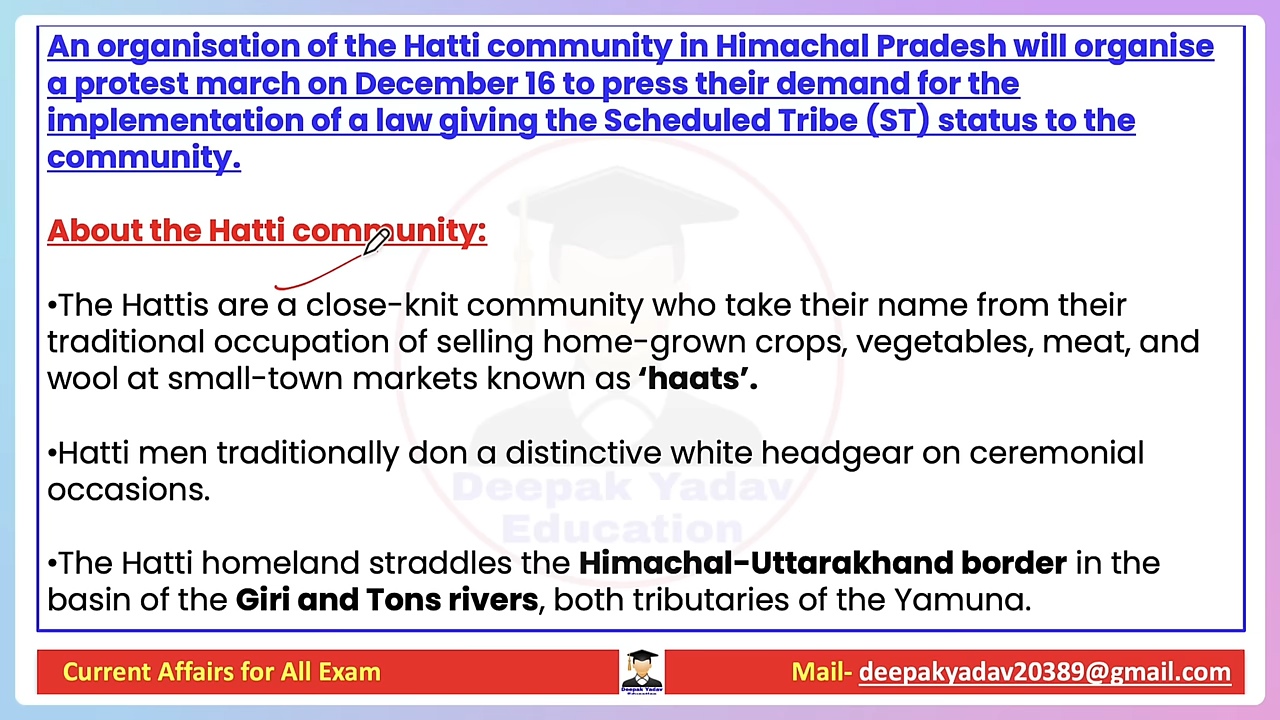 An organisation of the Hatti community in Himachal Pradesh will organise
a protest march on December 16 to press their demand for the
implementation of a law giving the Scheduled Tribe (ST) status to the
community.
About the Hatti community:
•The Hattis are a close-knit community who take their name from their
traditional occupation of selling home-grown crops, vegetables, meat, and
wool at small-town markets known as ‘haats’.
•Hatti men traditionally don a distinctive white headgear on ceremonial
occasions.
Deepak Yadav
Education
•The Hatti homeland straddles the Himachal-Uttarakhand border in the
basin of the Giri and Tons rivers, both tributaries of the Yamuna.
Current Affairs for All Exam
Deepak Yadav
Education
Mail- deepakyadav20389@gmail.com